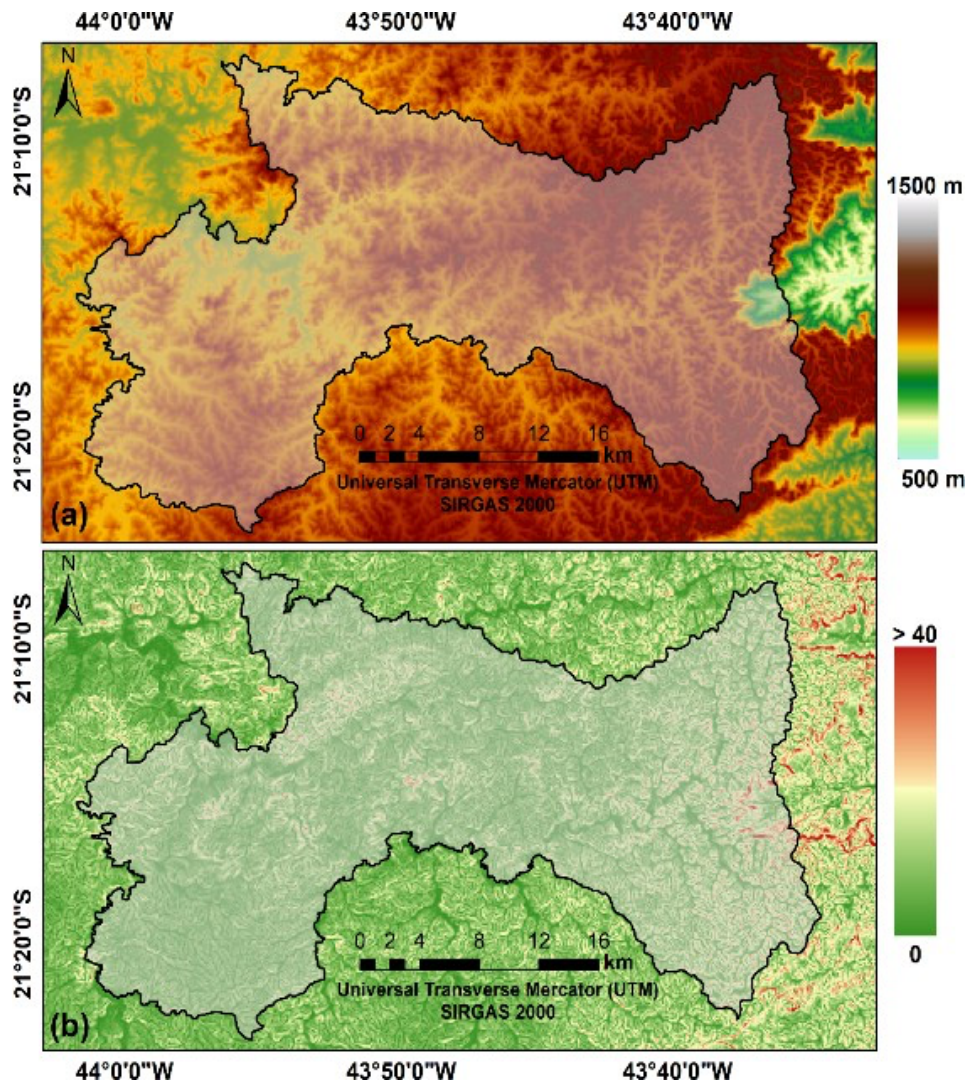 44°0'0"W 43°50'0"W 43°40'0"W
N
21°10'0"S
1500 m
21°20'0"S
0 2 4 8 12 16
km
Universal Transverse Mercator (UTM)
SIRGAS 2000
500 m
(a)
N
21°10'0"S
> 40
21°20'0"S
0 2 4 8 12 16
km
Universal Transverse Mercator (UTM)
SIRGAS 2000
0
(b)
44°0'0"W 43°50'0"W 43°40'0"W